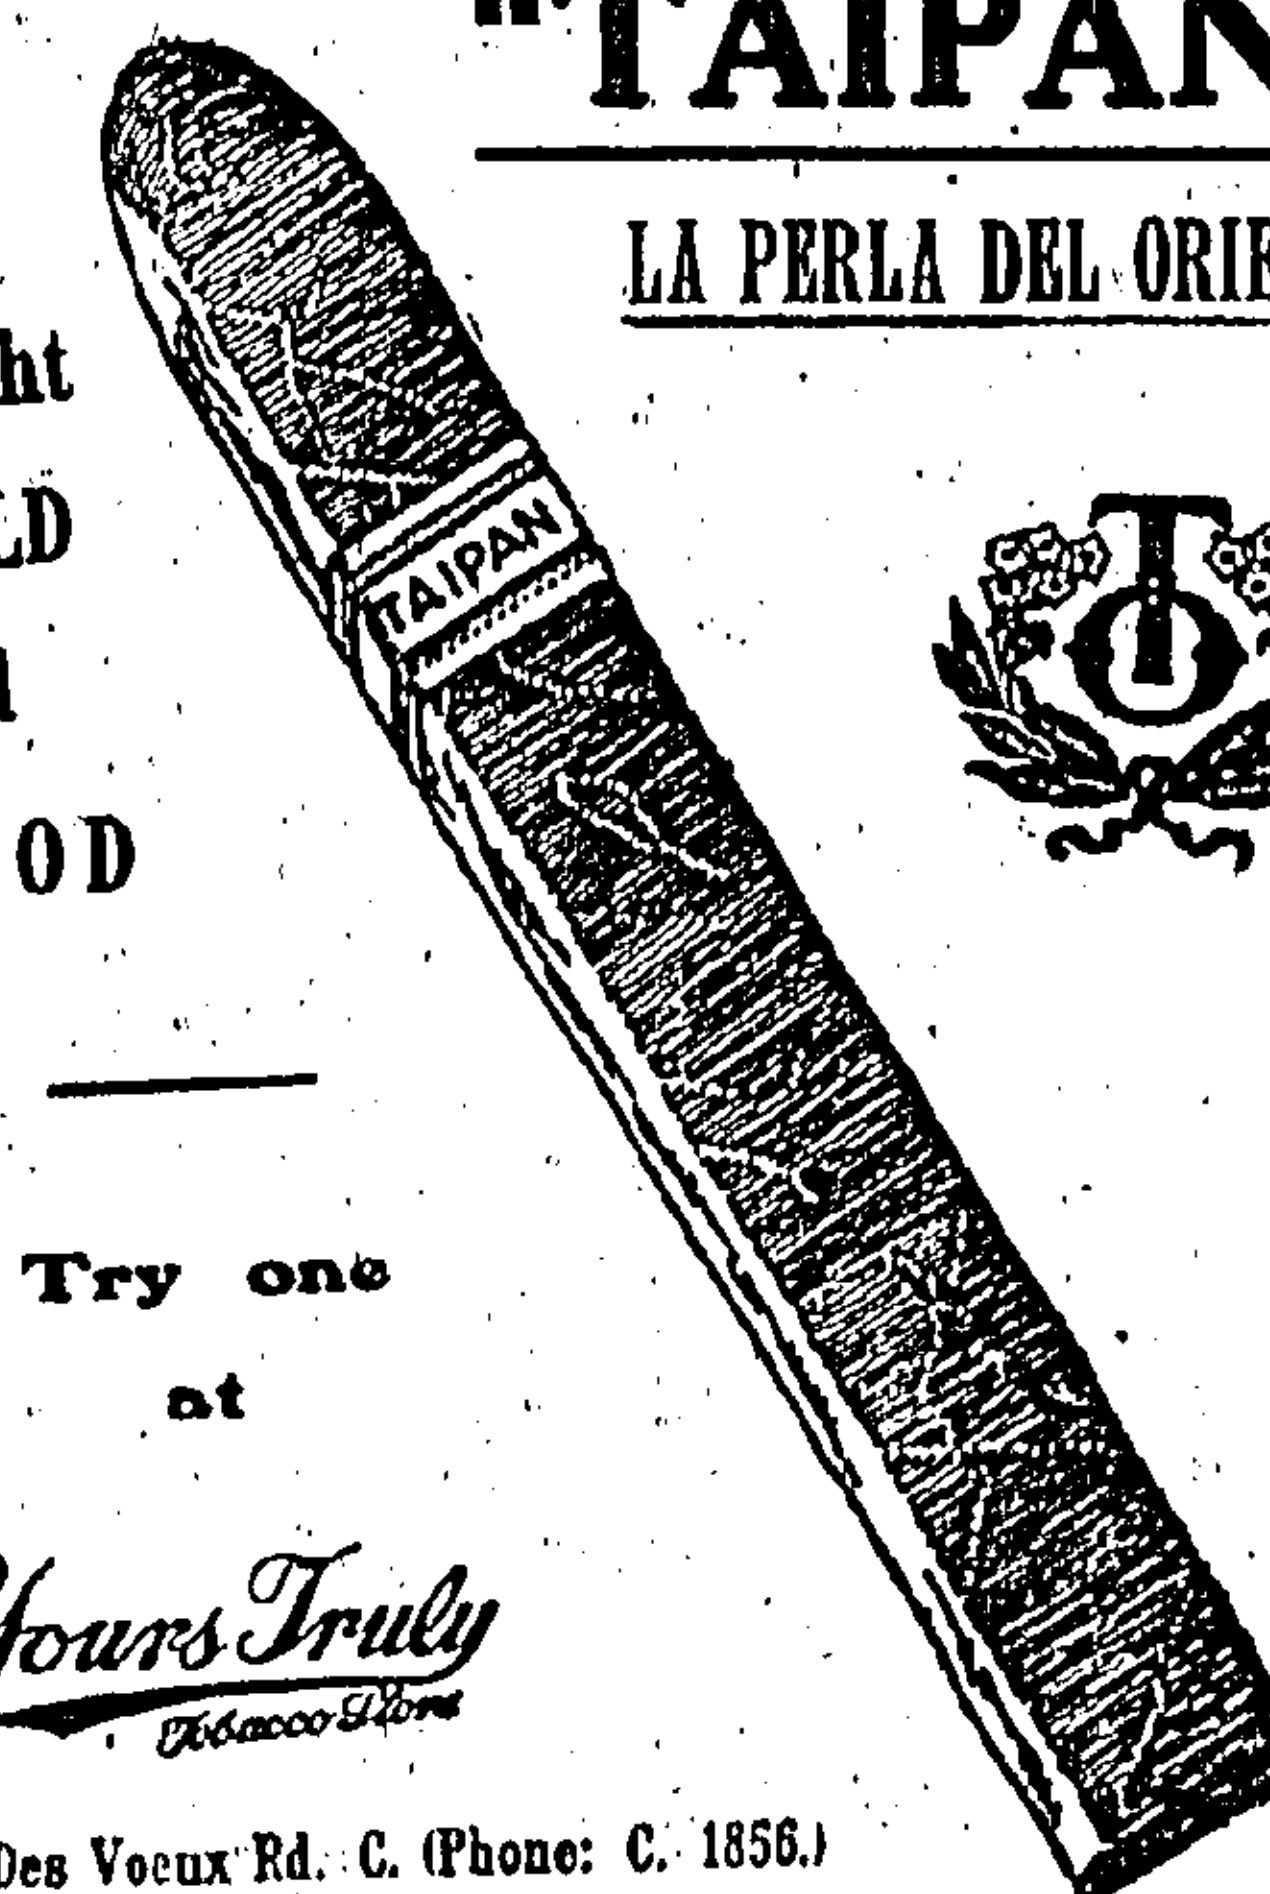 "TAIPAN
LA PERLA DEL ORIE
ht
LD
OD
TAIPAN
TO
Try one
at
Yours Truly
Tobacco Store
Des Voeux Rd. C. (Phone: C. 1856.)